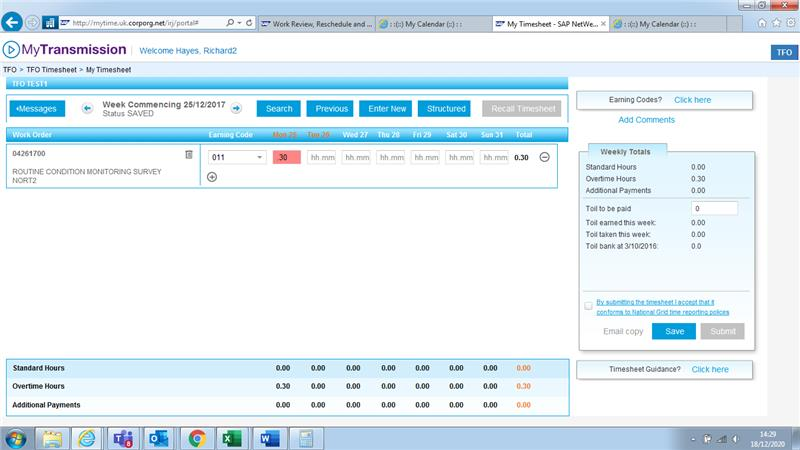 http://mytime.uk.corporg.net/irj/portal#
Work Review, Reschedule and ...
: :(::) My Calendar (::) : :
My Timesheet - SAP NetWe...
: :(::) My Calendar (::) : :
MyTransmission
Welcome Hayes, Richard2
TFO
TFO > TFO Timesheet > My Timesheet
TFO TEST1
Messages
Week Commencing 25/12/2017
Status SAVED
Search
Previous
Enter New
Structured
Recall Timesheet
Earning Codes? Click here
Add Comments
Work Order
Earning Code
Mon 25
Tue 26
Wed 27
Thu 28
Fri 29
Sat 30
Sun 31
Total
04261700
011
.30
hh.mm
hh.mm
hh.mm
hh.mm
hh.mm
hh.mm
0.30
ROUTINE CONDITION MONITORING SURVEY
NORT2
Weekly Totals
Standard Hours 0.00
Overtime Hours 0.30
Additional Payments 0.00
Toil to be paid 0
Toil earned this week: 0.00
Toil taken this week: 0.00
Toil bank at 3/10/2016: 0.0
By submitting the timesheet I accept that it
conforms to National Grid time reporting polices
Email copy
Save
Submit
Timesheet Guidance? Click here
Standard Hours 0.00 0.00 0.00 0.00 0.00 0.00 0.00 0.00
Overtime Hours 0.30 0.00 0.00 0.00 0.00 0.00 0.00 0.30
Additional Payments 0.00 0.00 0.00 0.00 0.00 0.00 0.00 0.00
14:29
18/12/2020